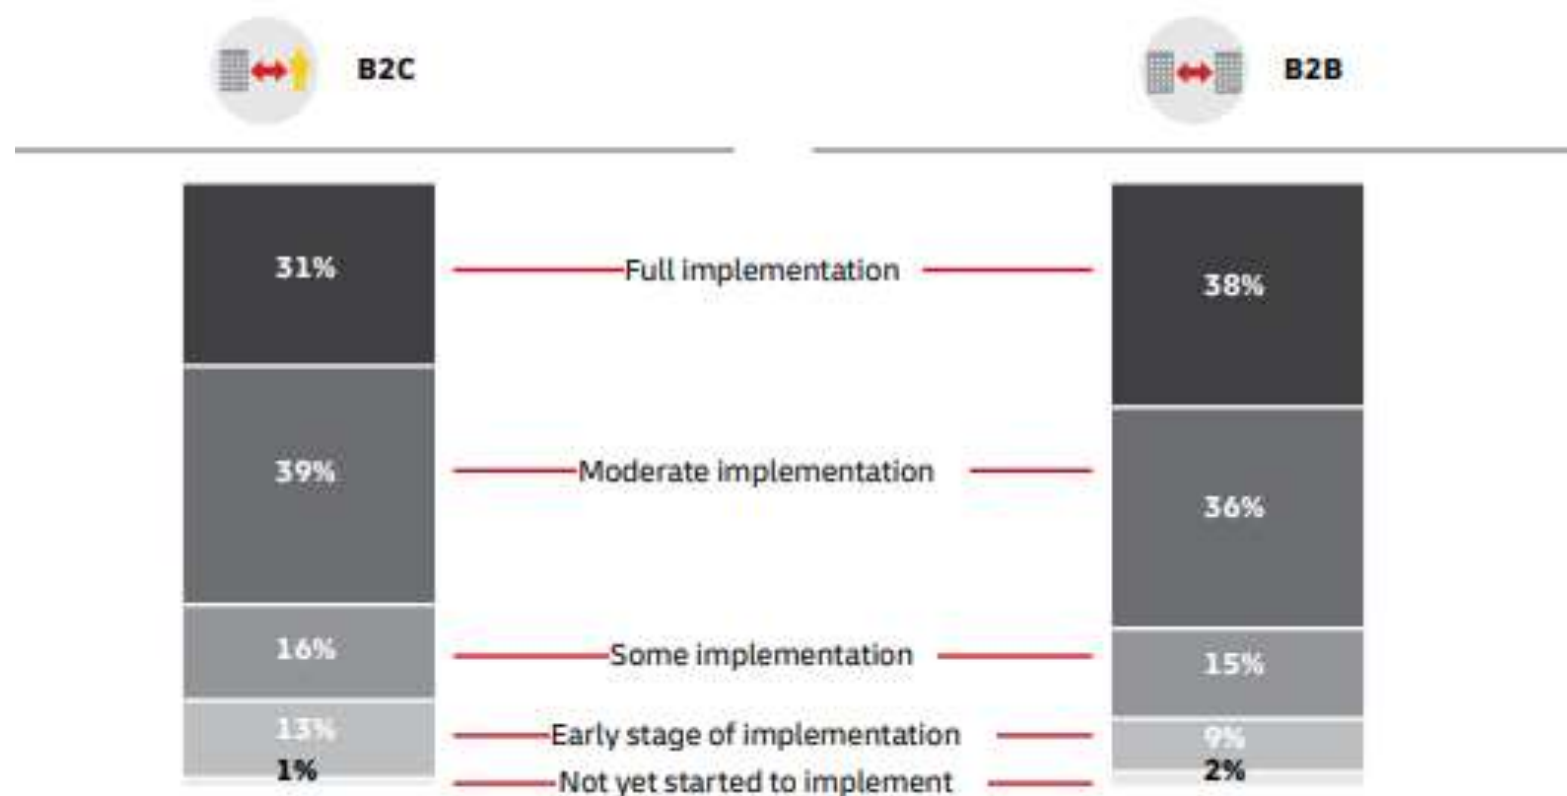 B2C B2B
31% Full implementation 38%
39% Moderate implementation 36%
16% Some implementation 15%
13% Early stage of implementation 9%
1% Not yet started to implement 2%